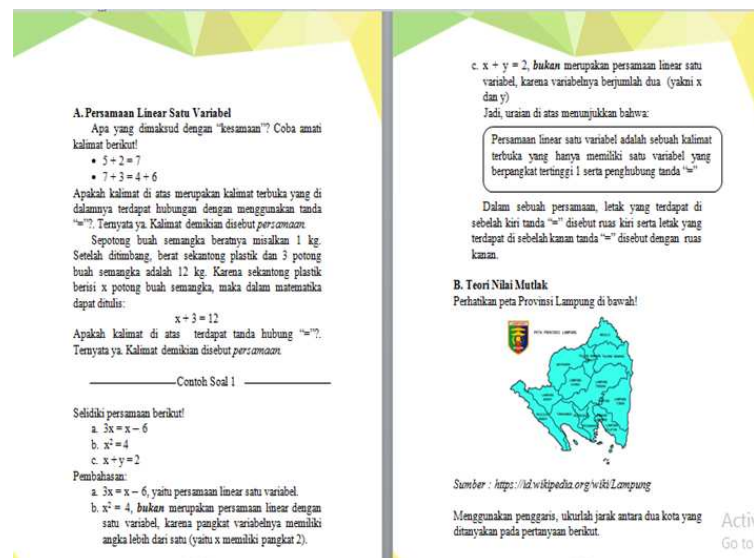 A. Persamaan Linear Satu Variabel
Apa yang dimaksud dengan "kesamaan"? Coba amati
kalimat berikut!
• 5 + 2 = 7
• 7 + 3 = 4 + 6
Apakah kalimat di atas merupakan kalimat terbuka yang di
dalamnya terdapat hubungan dengan menggunakan tanda
"="?. Ternyata ya. Kalimat demikian disebut persamaan.
Sepotong buah semangka beratnya misalkan 1 kg.
Setelah ditimbang, berat sekantong plastik dan 3 potong
buah semangka adalah 12 kg. Karena sekantong plastik
berisi x potong buah semangka, maka dalam matematika
dapat ditulis:
x + 3 = 12
Apakah kalimat di atas terdapat tanda hubung "="?.
Ternyata ya. Kalimat demikian disebut persamaan.
Contoh Soal 1
Selidiki persamaan berikut!
a. 3x = x – 6
b. x² = 4
c. x + y = 2
Pembahasan:
a. 3x = x – 6, yaitu persamaan linear satu variabel.
b. x² = 4, bukan merupakan persamaan linear dengan
satu variabel, karena pangkat variabelnya memiliki
angka lebih dari satu (yaitu x memiliki pangkat 2).
c. x + y = 2, bukan merupakan persamaan linear satu
variabel, karena variabelnya berjumlah dua (yakni x
dan y)
Jadi, uraian di atas menunjukkan bahwa:
Persamaan linear satu variabel adalah sebuah kalimat
terbuka yang hanya memiliki satu variabel yang
berpangkat tertinggi 1 serta penghubung tanda "="
Dalam sebuah persamaan, letak yang terdapat di
sebelah kiri tanda "=" disebut ruas kiri serta letak yang
terdapat di sebelah kanan tanda "=" disebut dengan ruas
kanan.
B. Teori Nilai Mutlak
Perhatikan peta Provinsi Lampung di bawah!
PETA PROVINSI LAMPUNG
Sumber : https://id.wikipedia.org/wiki/Lampung
Menggunakan penggaris, ukurlah jarak antara dua kota yang
ditanyakan pada pertanyaan berikut.
Activ
Go to